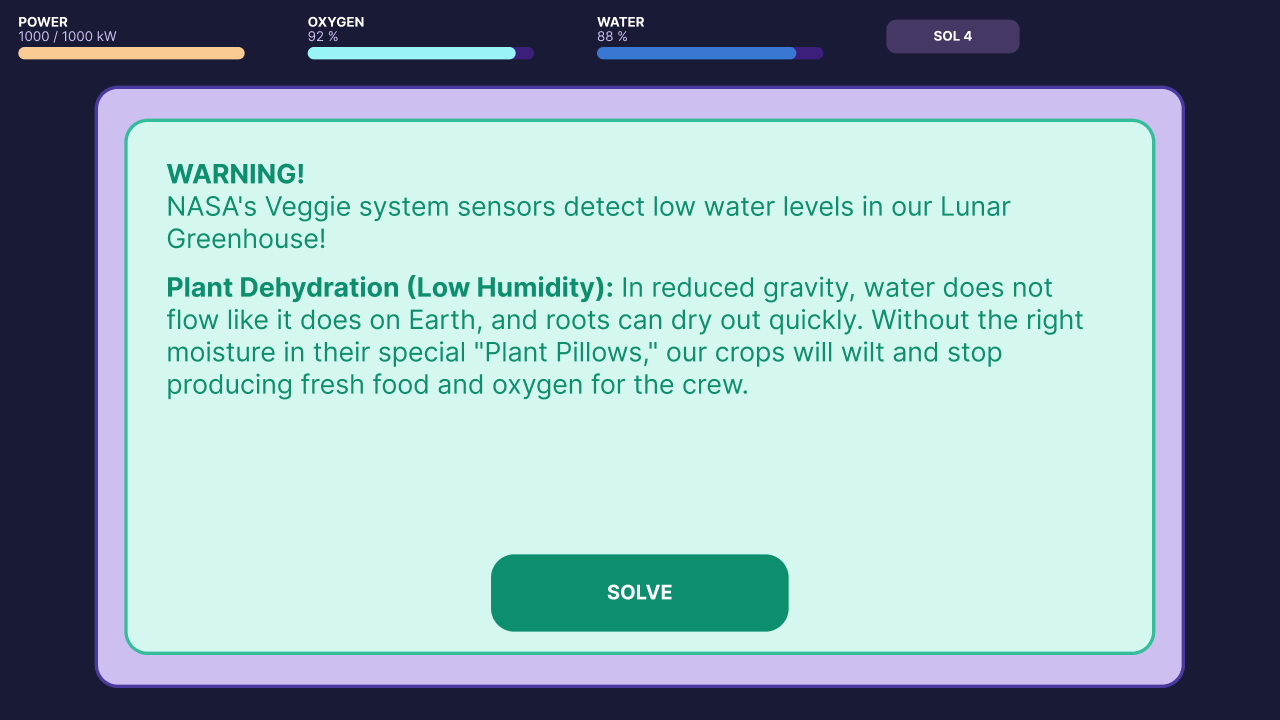 POWER
1000 / 1000 kW
OXYGEN
92 %
WATER
88 %
SOL 4
WARNING!
NASA's Veggie system sensors detect low water levels in our Lunar
Greenhouse!
Plant Dehydration (Low Humidity): In reduced gravity, water does not
flow like it does on Earth, and roots can dry out quickly. Without the right
moisture in their special "Plant Pillows," our crops will wilt and stop
producing fresh food and oxygen for the crew.
SOLVE